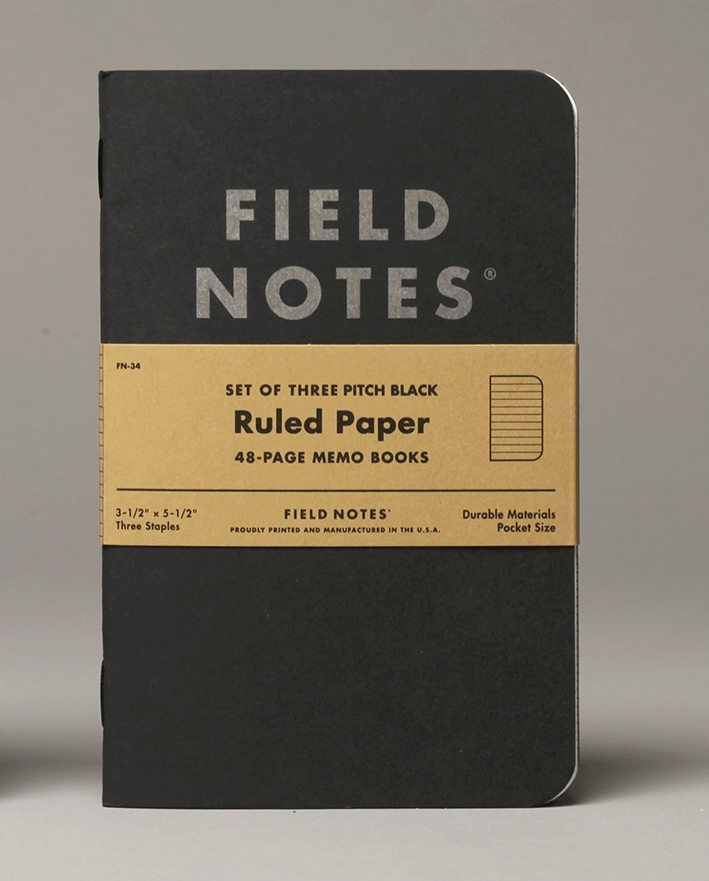 FIELD
NOTES®
FN-34
SET OF THREE PITCH BLACK
Ruled Paper
48-PAGE MEMO BOOKS
3-1/2" × 5-1/2"
Three Staples
FIELD NOTES®
PROUDLY PRINTED AND MANUFACTURED IN THE U.S.A.
Durable Materials
Pocket Size